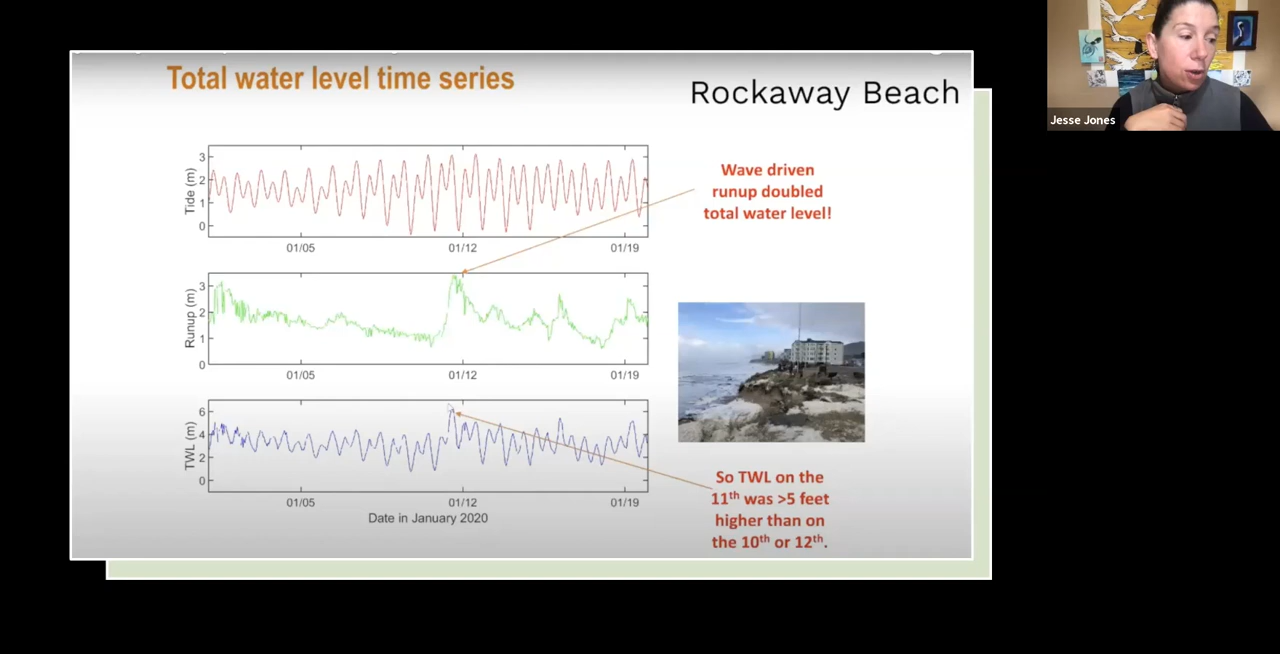 Total water level time series
Rockaway Beach
Jesse Jones
Tide (m)
3
2
1
0
01/05
01/12
01/19
Wave driven
runup doubled
total water level!
Runup (m)
3
2
1
0
01/05
01/12
01/19
TWL (m)
6
4
2
0
01/05
01/12
01/19
Date in January 2020
So TWL on the
11th was >5 feet
higher than on
the 10th or 12th.